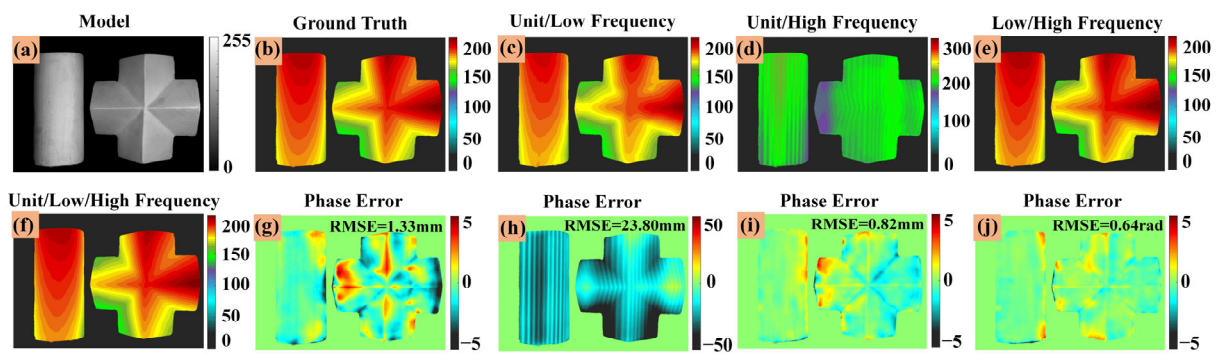 Model
Ground Truth
Unit/Low Frequency
Unit/High Frequency
Low/High Frequency
(a)
255
0
(b)
200
150
100
50
0
(c)
200
150
100
50
0
(d)
300
200
100
0
(e)
200
150
100
50
0
Unit/Low/High Frequency
Phase Error
Phase Error
Phase Error
Phase Error
(f)
200
150
100
50
0
(g)
RMSE=1.33mm
5
0
−5
(h)
RMSE=23.80mm
50
0
−50
(i)
RMSE=0.82mm
5
0
−5
(j)
RMSE=0.64rad
5
0
−5